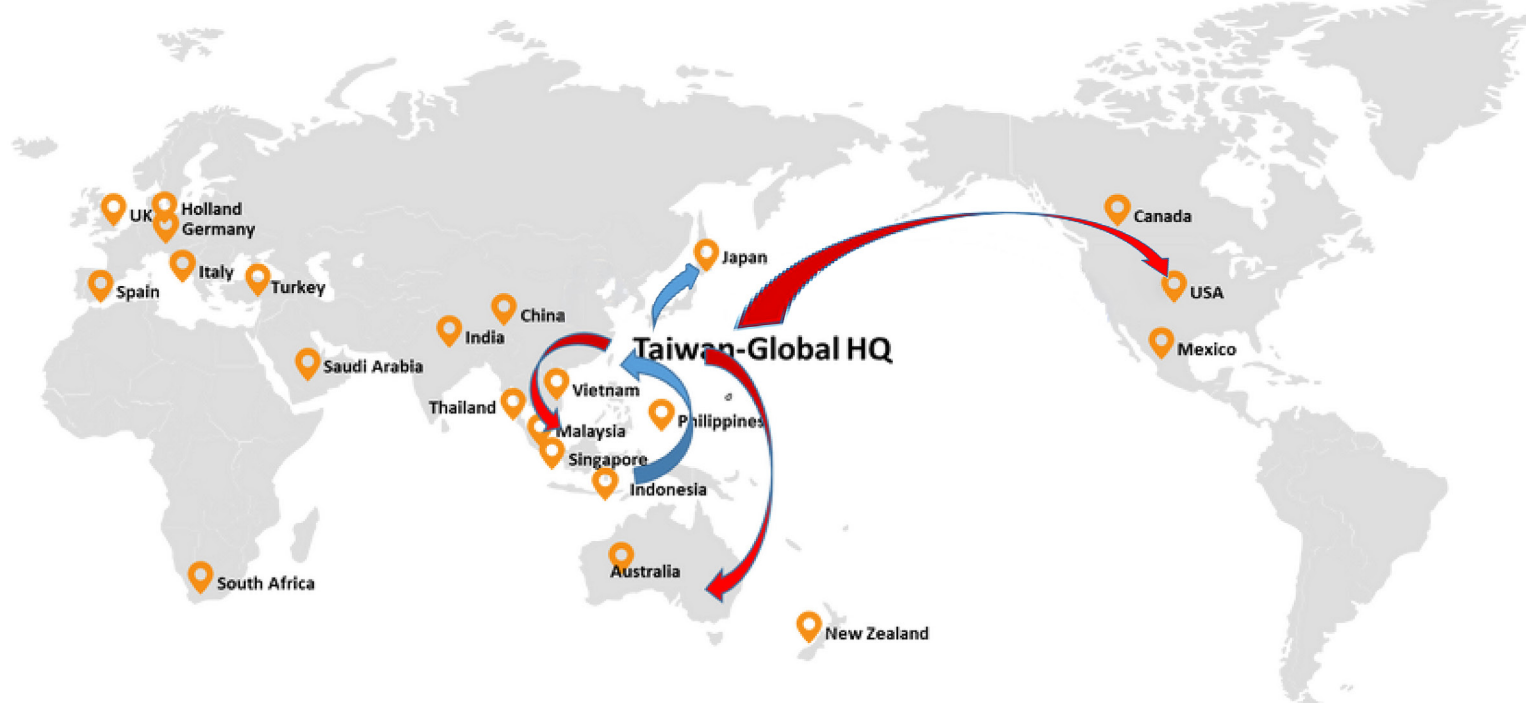 UK
Holland
Germany
Italy
Spain
Turkey
Japan
Canada
USA
Mexico
China
India
Saudi Arabia
Taiwan-Global HQ
Vietnam
Thailand
Philippines
Malaysia
Singapore
Indonesia
Australia
South Africa
New Zealand